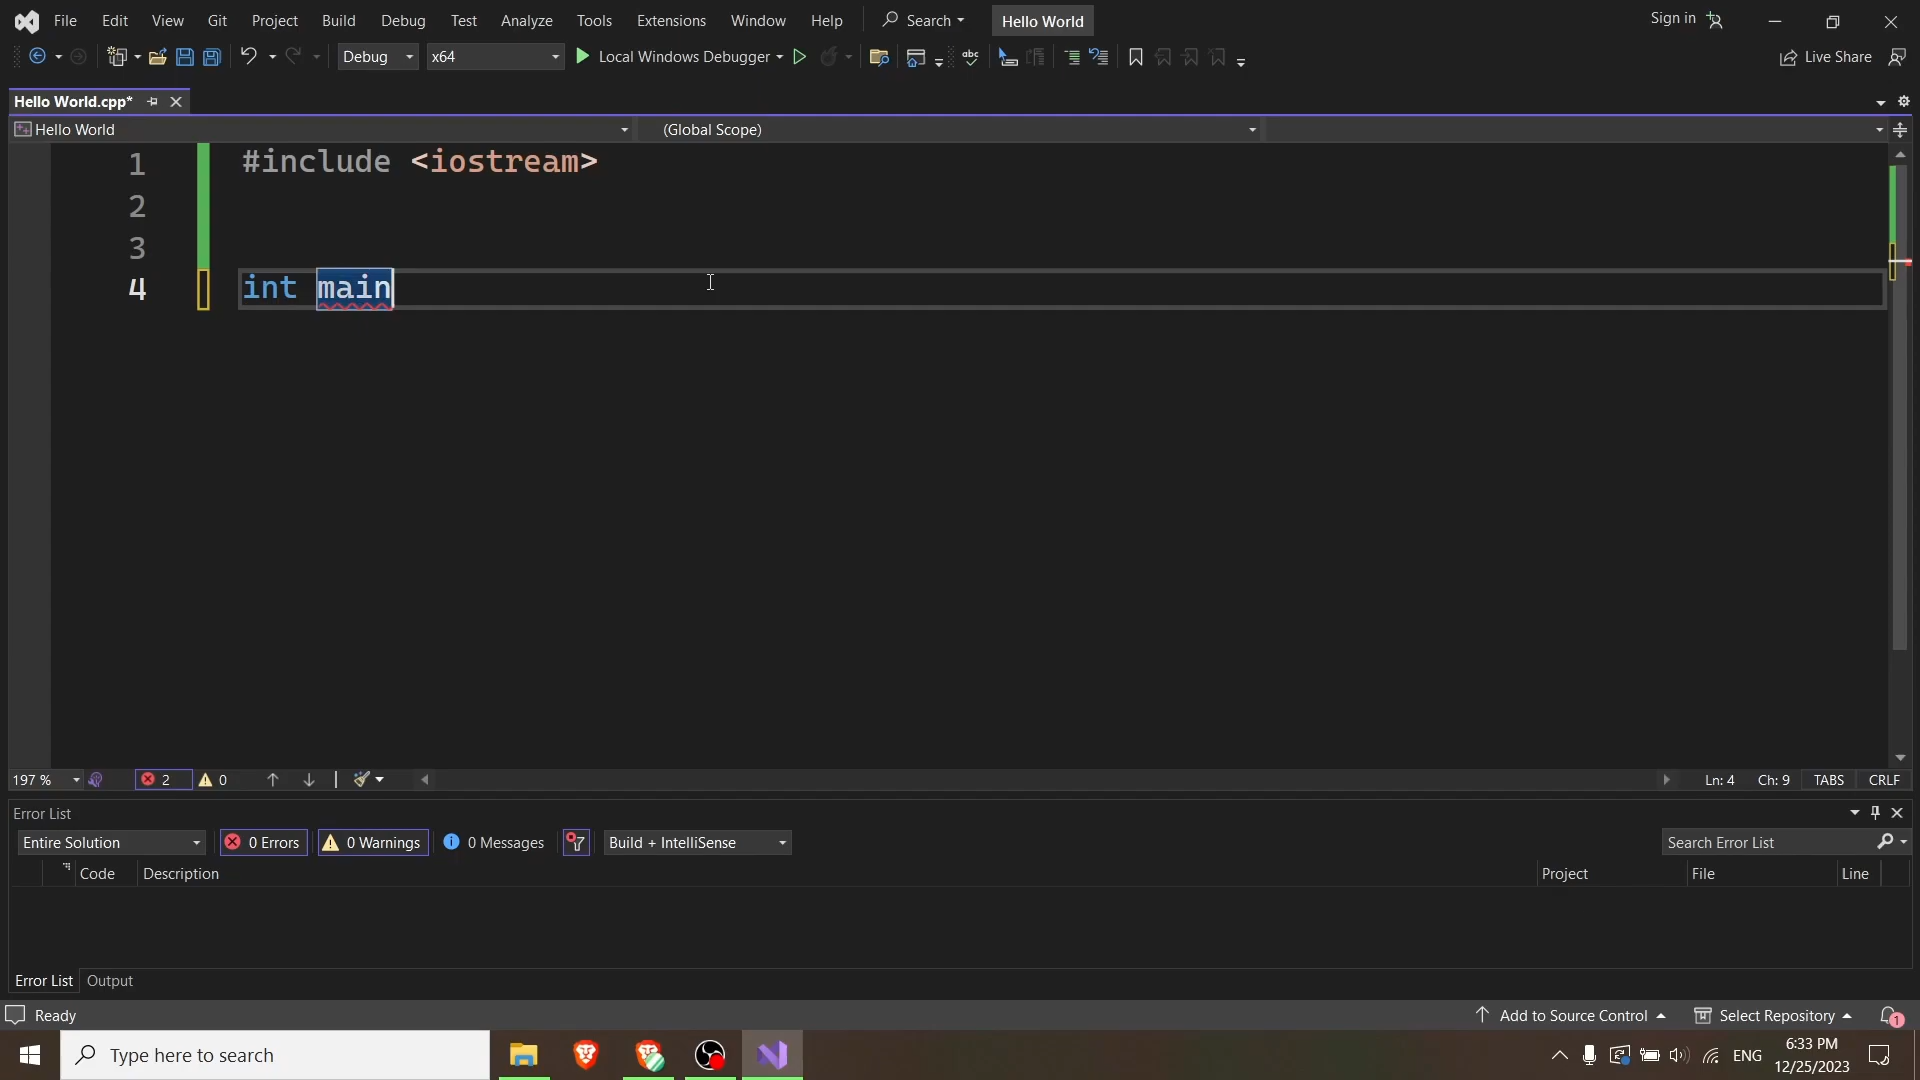 File Edit View Git Project Build Debug Test Analyze Tools Extensions Window Help Search Hello World Sign in
Debug x64 Local Windows Debugger abc Live Share
Hello World.cpp*
Hello World (Global Scope)
1 #include <iostream>
2
3
4 int main
197 % 2 0 Ln: 4 Ch: 9 TABS CRLF
Error List
Entire Solution 0 Errors 0 Warnings 0 Messages Build + IntelliSense Search Error List
Code Description Project File Line
Error List Output
Ready Add to Source Control Select Repository 1
Type here to search ENG 6:33 PM
12/25/2023